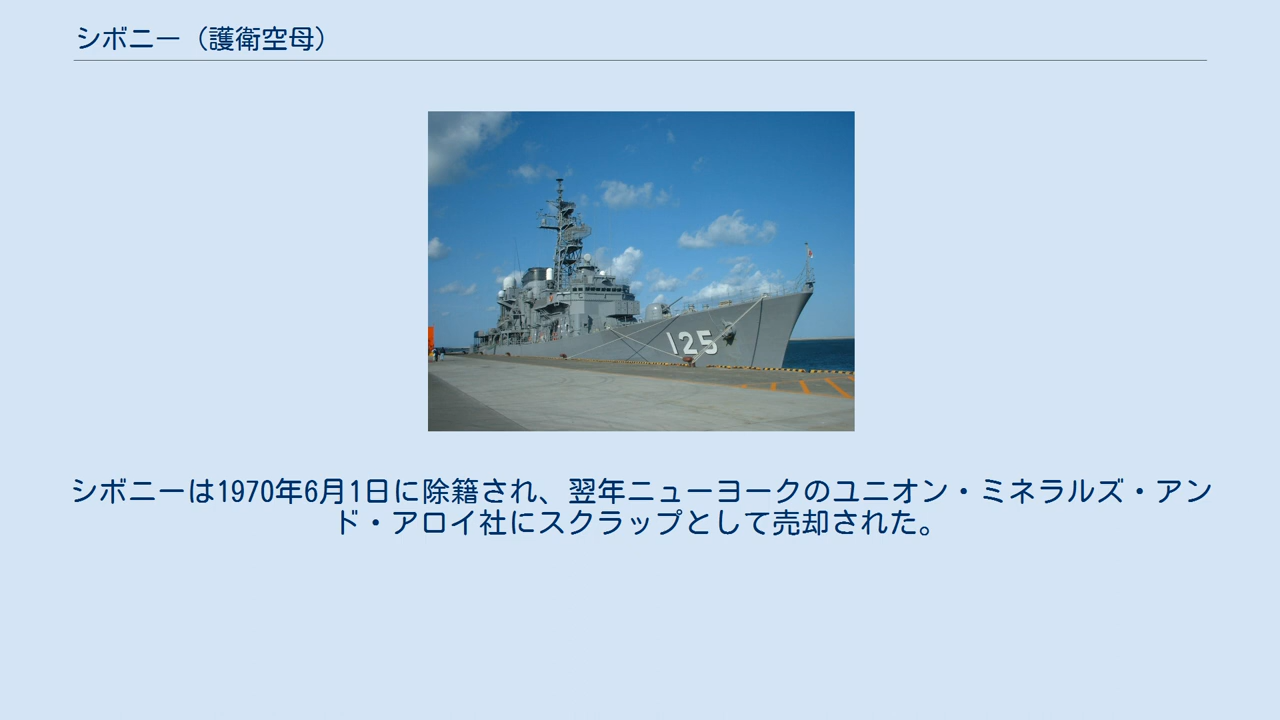 シボニー（護衛空母）
125
シボニーは1970年6月1日に除籍され、翌年ニューヨークのユニオン・ミネラルズ・アン
ド・アロイ社にスクラップとして売却された。